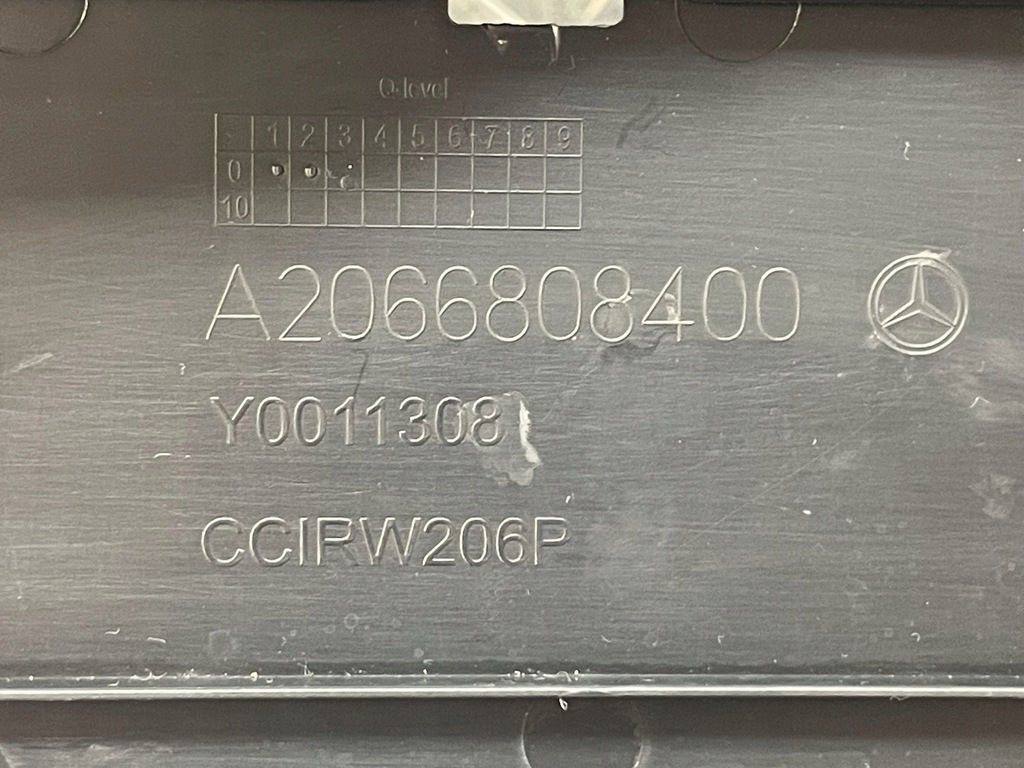 Q-level
- 1 2 3 4 5 6 7 8 9
0
10
A2066808400
Y0011308
CCIRW206P